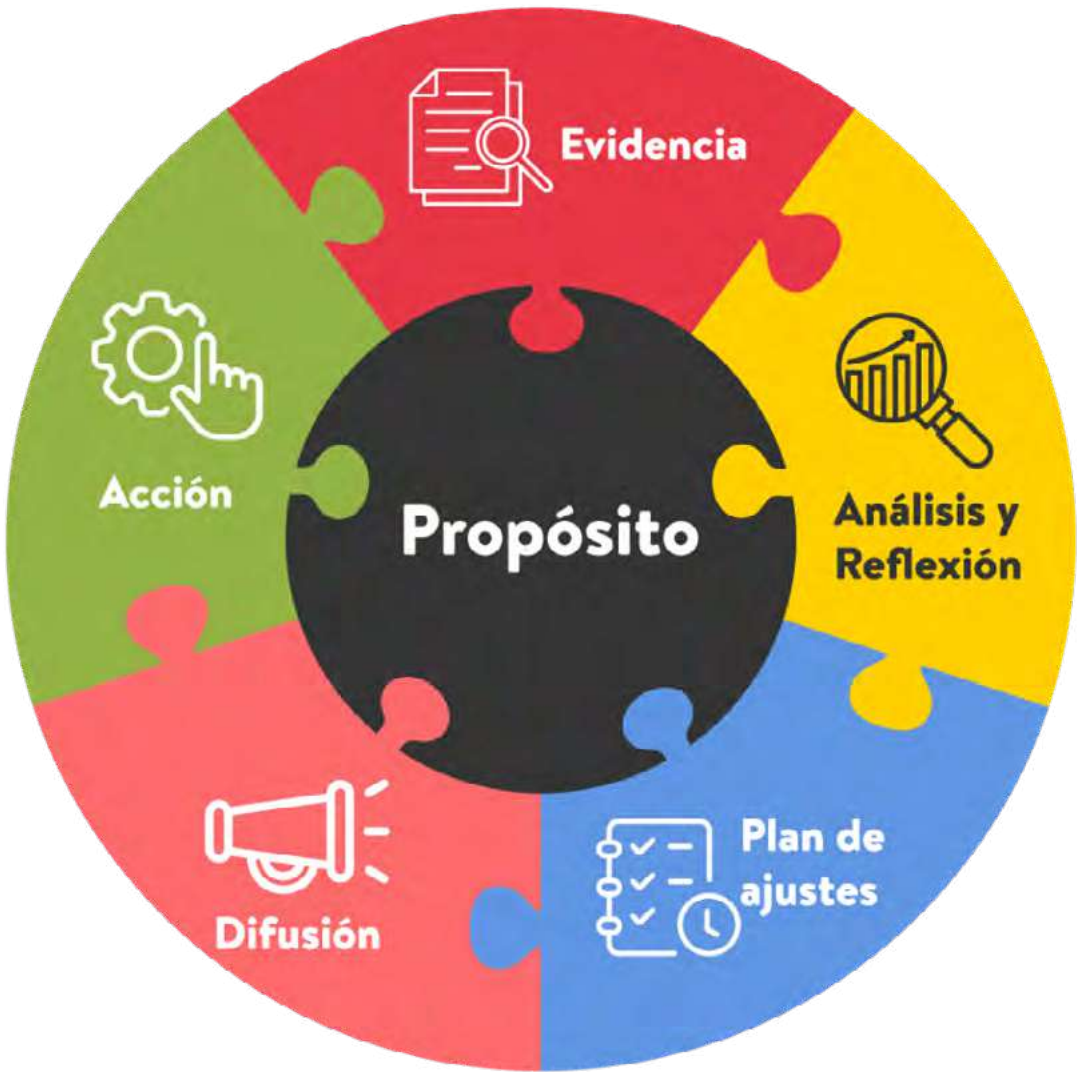 Evidencia
Análisis y
Reflexión
Plan de
ajustes
Difusión
Acción
Propósito